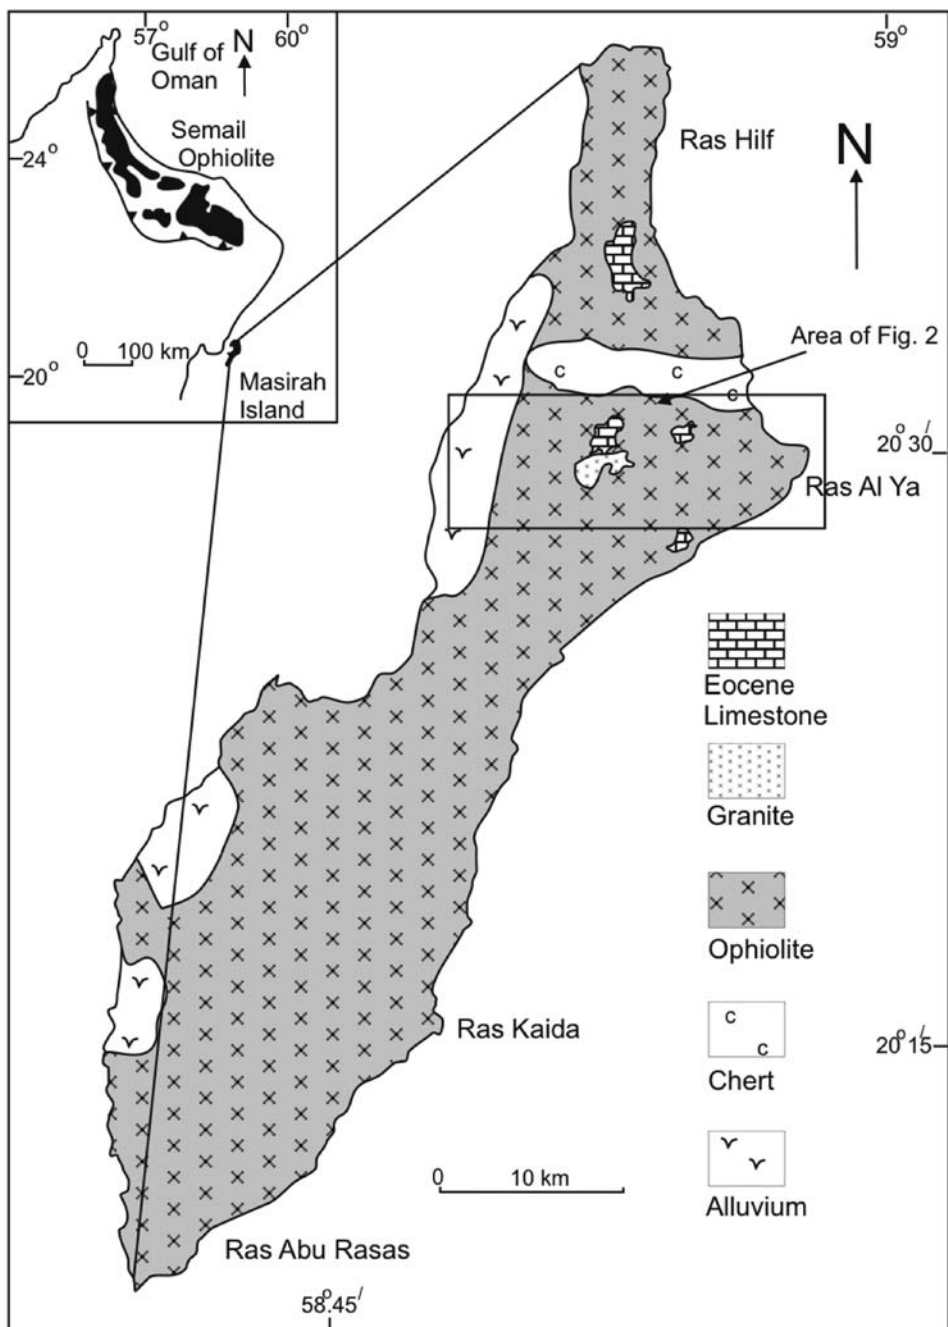 57°
60°
59°
Gulf of
Oman
N
Semail
Ophiolite
24°
Ras Hilf
N
Area of Fig. 2
0 100 km
20°
Masirah
Island
c
c
c
20° 30/
Ras Al Ya
Eocene
Limestone
Granite
Ophiolite
Ras Kaida
20° 15/
c
c
Chert
0 10 km
Alluvium
Ras Abu Rasas
58°.45/